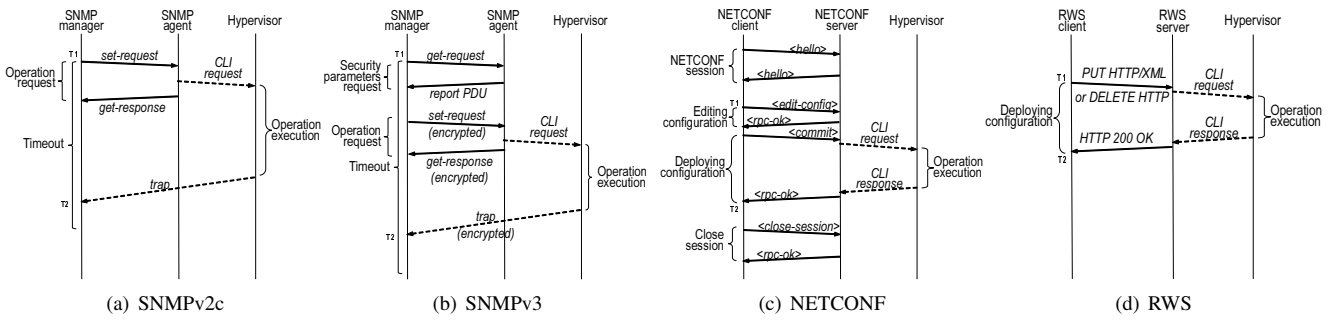 SNMP
manager
SNMP
agent
Hypervisor
T1
set-request
CLI
request
Operation
request
get-response
Operation
execution
Timeout
trap
T2
(a) SNMPv2c
SNMP
manager
SNMP
agent
Hypervisor
T1
get-request
Security
parameters
request
report PDU
set-request
(encrypted)
CLI
request
Operation
request
get-response
(encrypted)
Timeout
Operation
execution
trap
(encrypted)
T2
(b) SNMPv3
NETCONF
client
NETCONF
server
Hypervisor
<hello>
NETCONF
session
<hello>
T1
<edit-config>
Editing
configuration
<rpc-ok>
<commit>
CLI
request
Deploying
configuration
Operation
execution
CLI
response
<rpc-ok>
T2
<close-session>
Close
session
<rpc-ok>
(c) NETCONF
RWS
client
RWS
server
Hypervisor
T1
PUT HTTP/XML
or DELETE HTTP
CLI
request
Deploying
configuration
Operation
execution
CLI
response
HTTP 200 OK
T2
(d) RWS